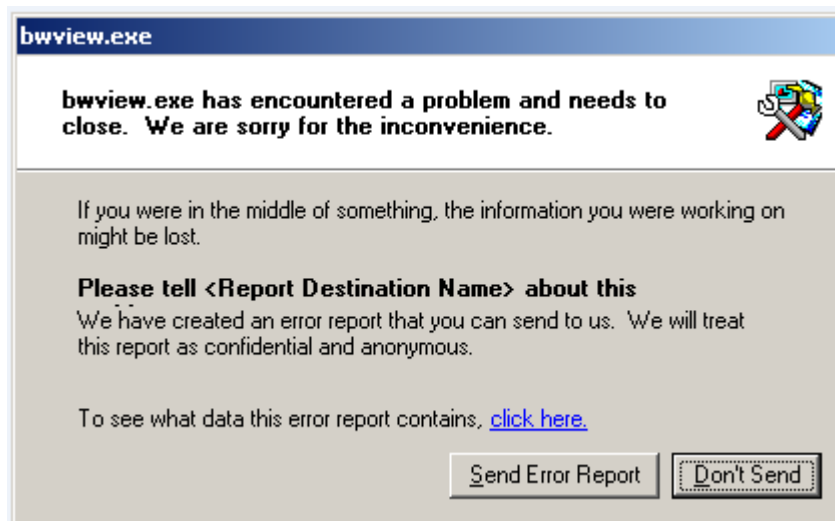 bwview.exe
bwview.exe has encountered a problem and needs to
close.  We are sorry for the inconvenience.
If you were in the middle of something, the information you were working on
might be lost.
Please tell <Report Destination Name> about this
We have created an error report that you can send to us.  We will treat
this report as confidential and anonymous.
To see what data this error report contains, click here.
Send Error Report
Don't Send